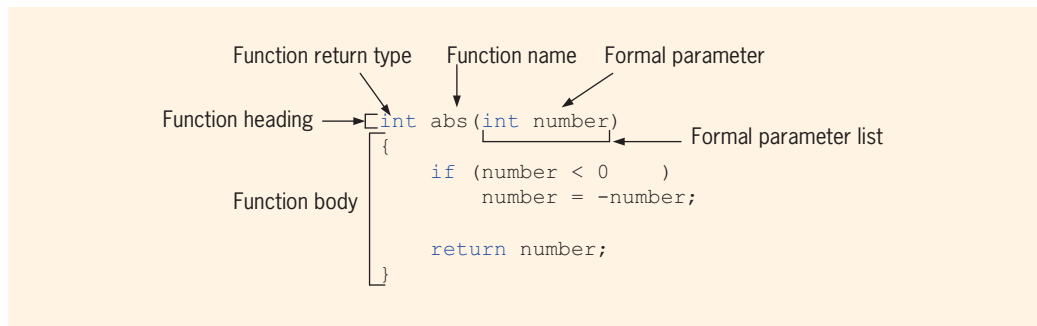 Function return type Function name Formal parameter
Function heading int abs(int number)
Formal parameter list
{
if (number < 0     )
Function body
number = -number;
return number;
}